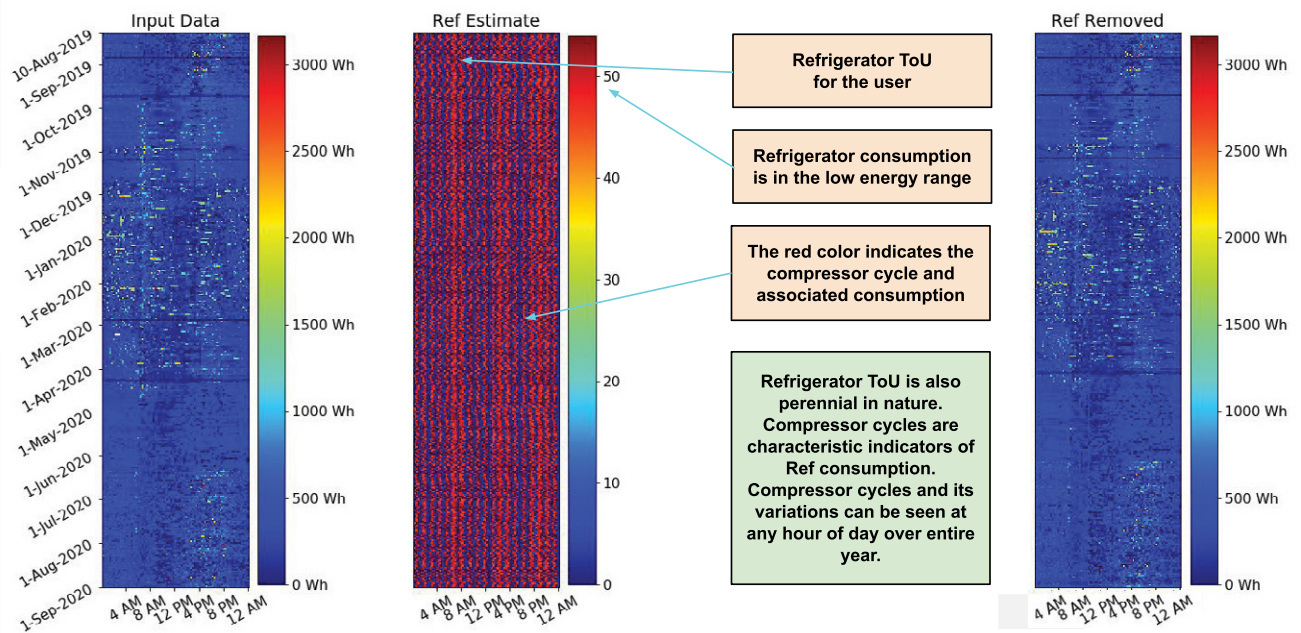 Input Data
10-Aug-2019
1-Sep-2019
1-Oct-2019
1-Nov-2019
1-Dec-2019
1-Jan-2020
1-Feb-2020
1-Mar-2020
1-Apr-2020
1-May-2020
1-Jun-2020
1-Jul-2020
1-Aug-2020
1-Sep-2020
4 AM
8 AM
12 PM
4 PM
8 PM
12 AM
3000 Wh
2500 Wh
2000 Wh
1500 Wh
1000 Wh
500 Wh
0 Wh
Ref Estimate
4 AM
8 AM
12 PM
4 PM
8 PM
12 AM
50
40
30
20
10
0
Refrigerator ToU
for the user
Refrigerator consumption
is in the low energy range
The red color indicates the
compressor cycle and
associated consumption
Refrigerator ToU is also
perennial in nature.
Compressor cycles are
characteristic indicators of
Ref consumption.
Compressor cycles and its
variations can be seen at
any hour of day over entire
year.
Ref Removed
4 AM
8 AM
12 PM
4 PM
8 PM
12 AM
3000 Wh
2500 Wh
2000 Wh
1500 Wh
1000 Wh
500 Wh
0 Wh